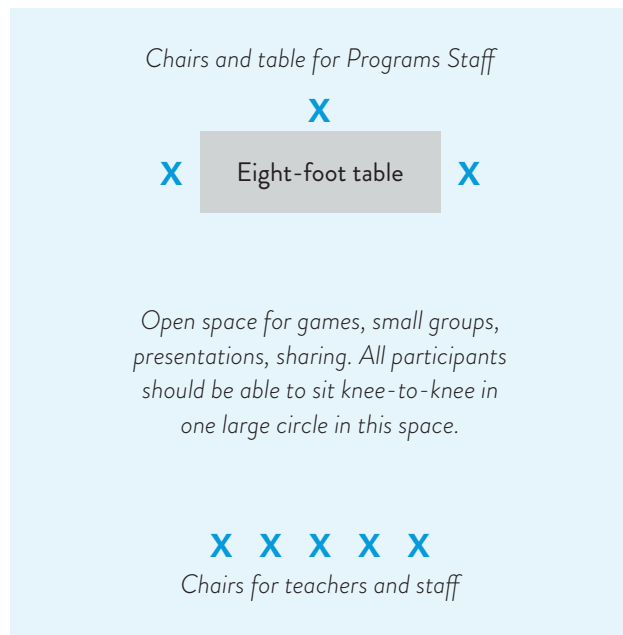 Chairs and table for Programs Staff
X
X Eight-foot table X
Open space for games, small groups,
presentations, sharing. All participants
should be able to sit knee-to-knee in
one large circle in this space.
X X X X X
Chairs for teachers and staff